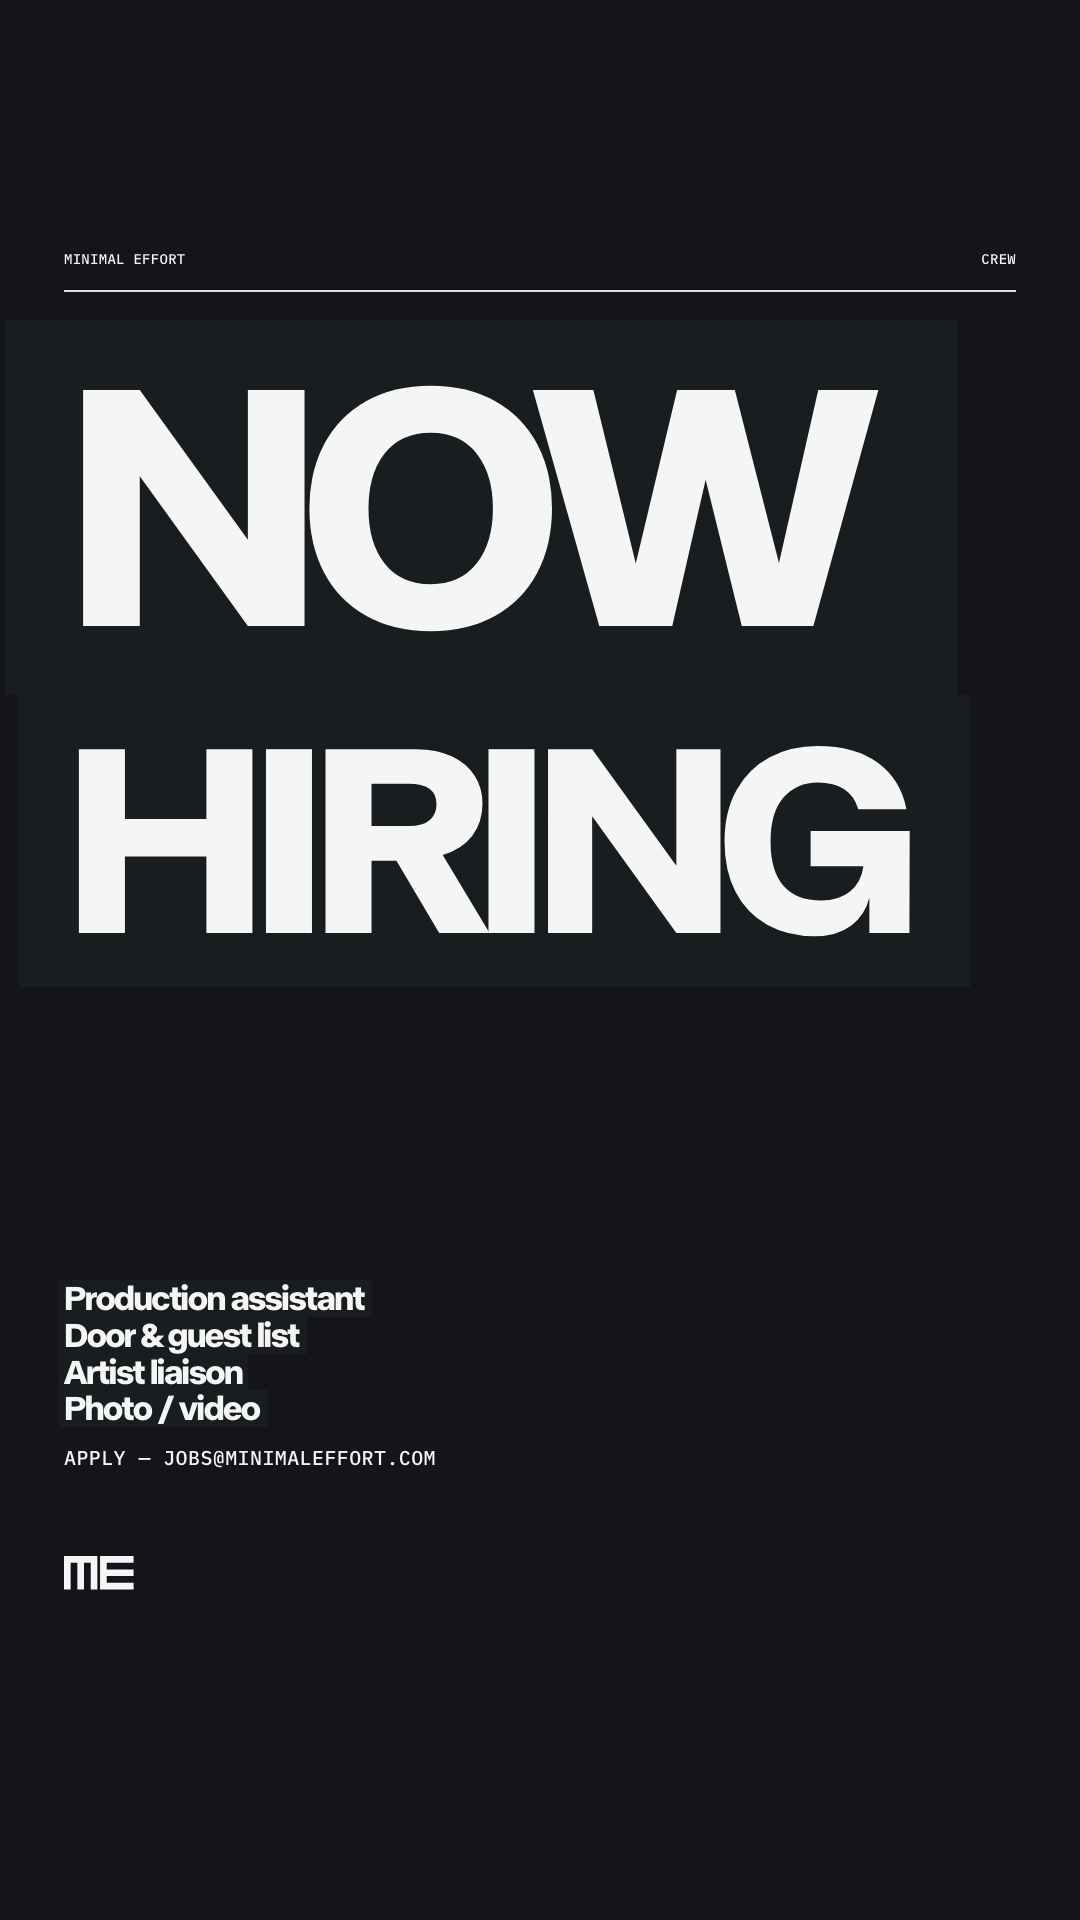 MINIMAL EFFORT
CREW
NOW
HIRING
Production assistant
Door & guest list
Artist liaison
Photo / video
APPLY — JOBS@MINIMALEFFORT.COM
ME